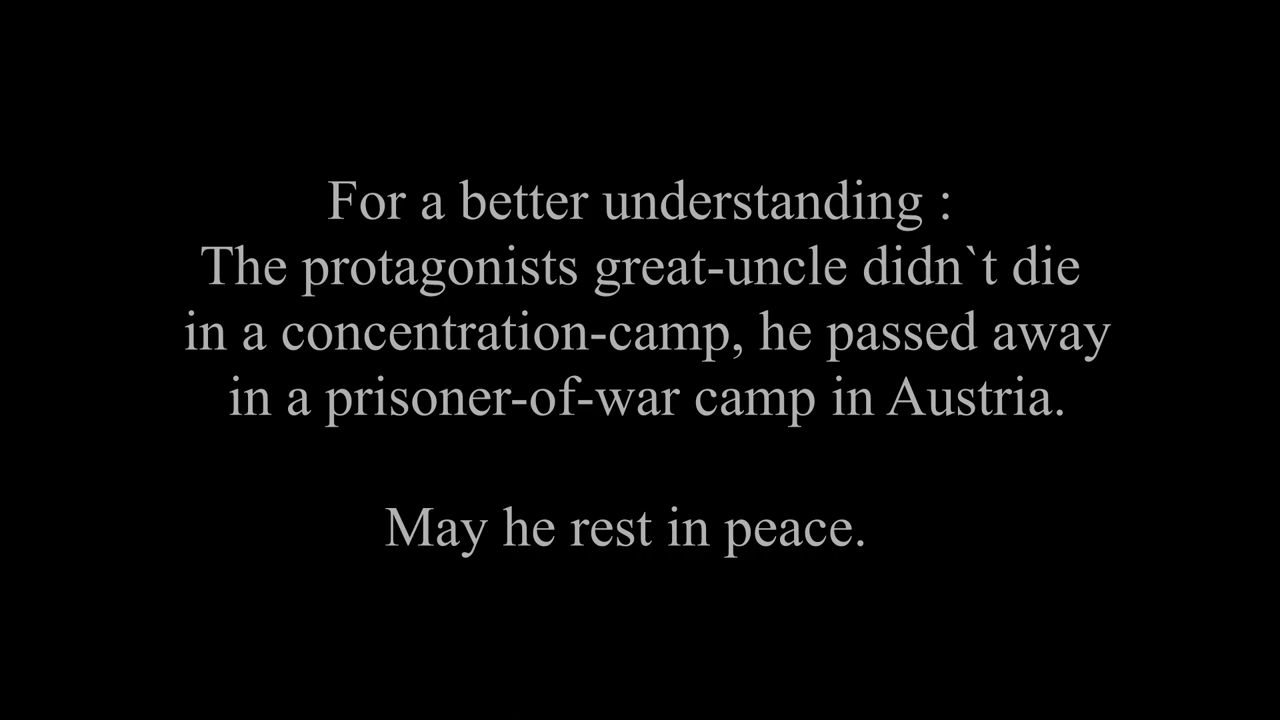 For a better understanding :
The protagonists great-uncle didn`t die
in a concentration-camp, he passed away
in a prisoner-of-war camp in Austria.
May he rest in peace.